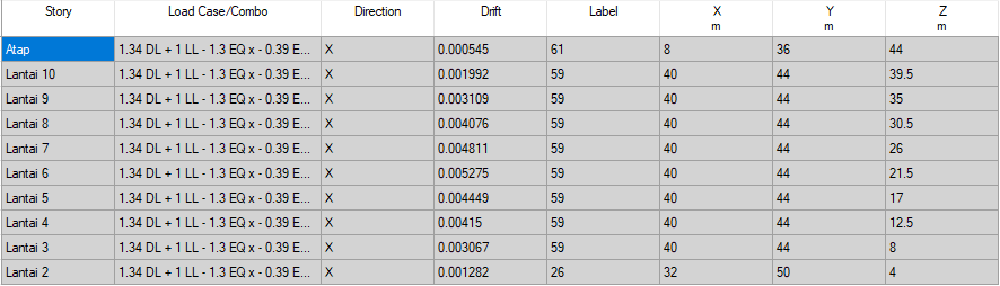 Story Load Case/Combo Direction Drift Label X Y Z
m m m
Atap 1.34 DL + 1 LL - 1.3 EQ x - 0.39 E... X 0.000545 61 8 36 44
Lantai 10 1.34 DL + 1 LL - 1.3 EQ x - 0.39 E... X 0.001992 59 40 44 39.5
Lantai 9 1.34 DL + 1 LL - 1.3 EQ x - 0.39 E... X 0.003109 59 40 44 35
Lantai 8 1.34 DL + 1 LL - 1.3 EQ x - 0.39 E... X 0.004076 59 40 44 30.5
Lantai 7 1.34 DL + 1 LL - 1.3 EQ x - 0.39 E... X 0.004811 59 40 44 26
Lantai 6 1.34 DL + 1 LL - 1.3 EQ x - 0.39 E... X 0.005275 59 40 44 21.5
Lantai 5 1.34 DL + 1 LL - 1.3 EQ x - 0.39 E... X 0.004449 59 40 44 17
Lantai 4 1.34 DL + 1 LL - 1.3 EQ x - 0.39 E... X 0.00415 59 40 44 12.5
Lantai 3 1.34 DL + 1 LL - 1.3 EQ x - 0.39 E... X 0.003067 59 40 44 8
Lantai 2 1.34 DL + 1 LL - 1.3 EQ x - 0.39 E... X 0.001282 26 32 50 4